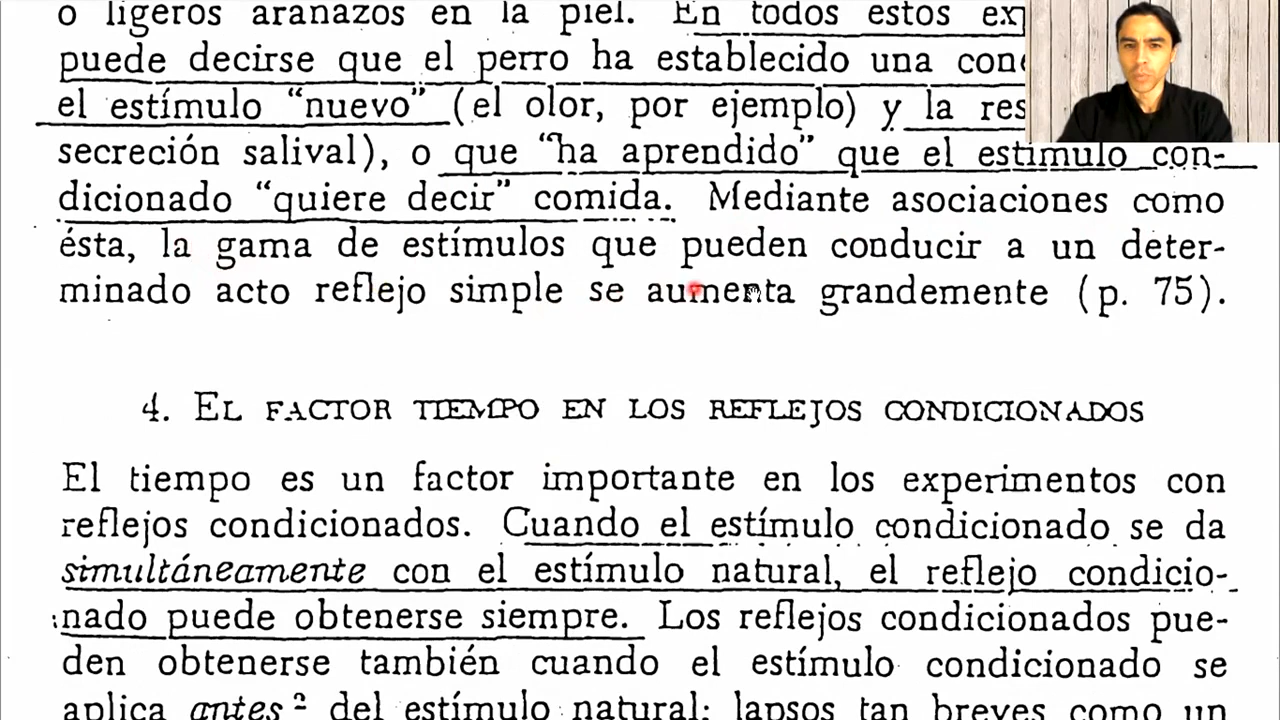 o ligeros arañazos en la piel. En todos estos
puede decirse que el perro ha establecido una
el estímulo “nuevo” (el olor, por ejemplo) y la
secreción salival), o que “ha aprendido” que el estímulo con-
dicionado “quiere decir” comida. Mediante asociaciones como
ésta, la gama de estímulos que pueden conducir a un deter-
minado acto reflejo simple se aumenta grandemente (p. 75).
4. EL FACTOR TIEMPO EN LOS REFLEJOS CONDICIONADOS
El tiempo es un factor importante en los experimentos con
reflejos condicionados. Cuando el estímulo condicionado se da
simultáneamente con el estímulo natural, el reflejo condicio-
nado puede obtenerse siempre. Los reflejos condicionados pue-
den obtenerse también cuando el estímulo condicionado se
aplica antes ² del estímulo natural: lapsos tan breves como un